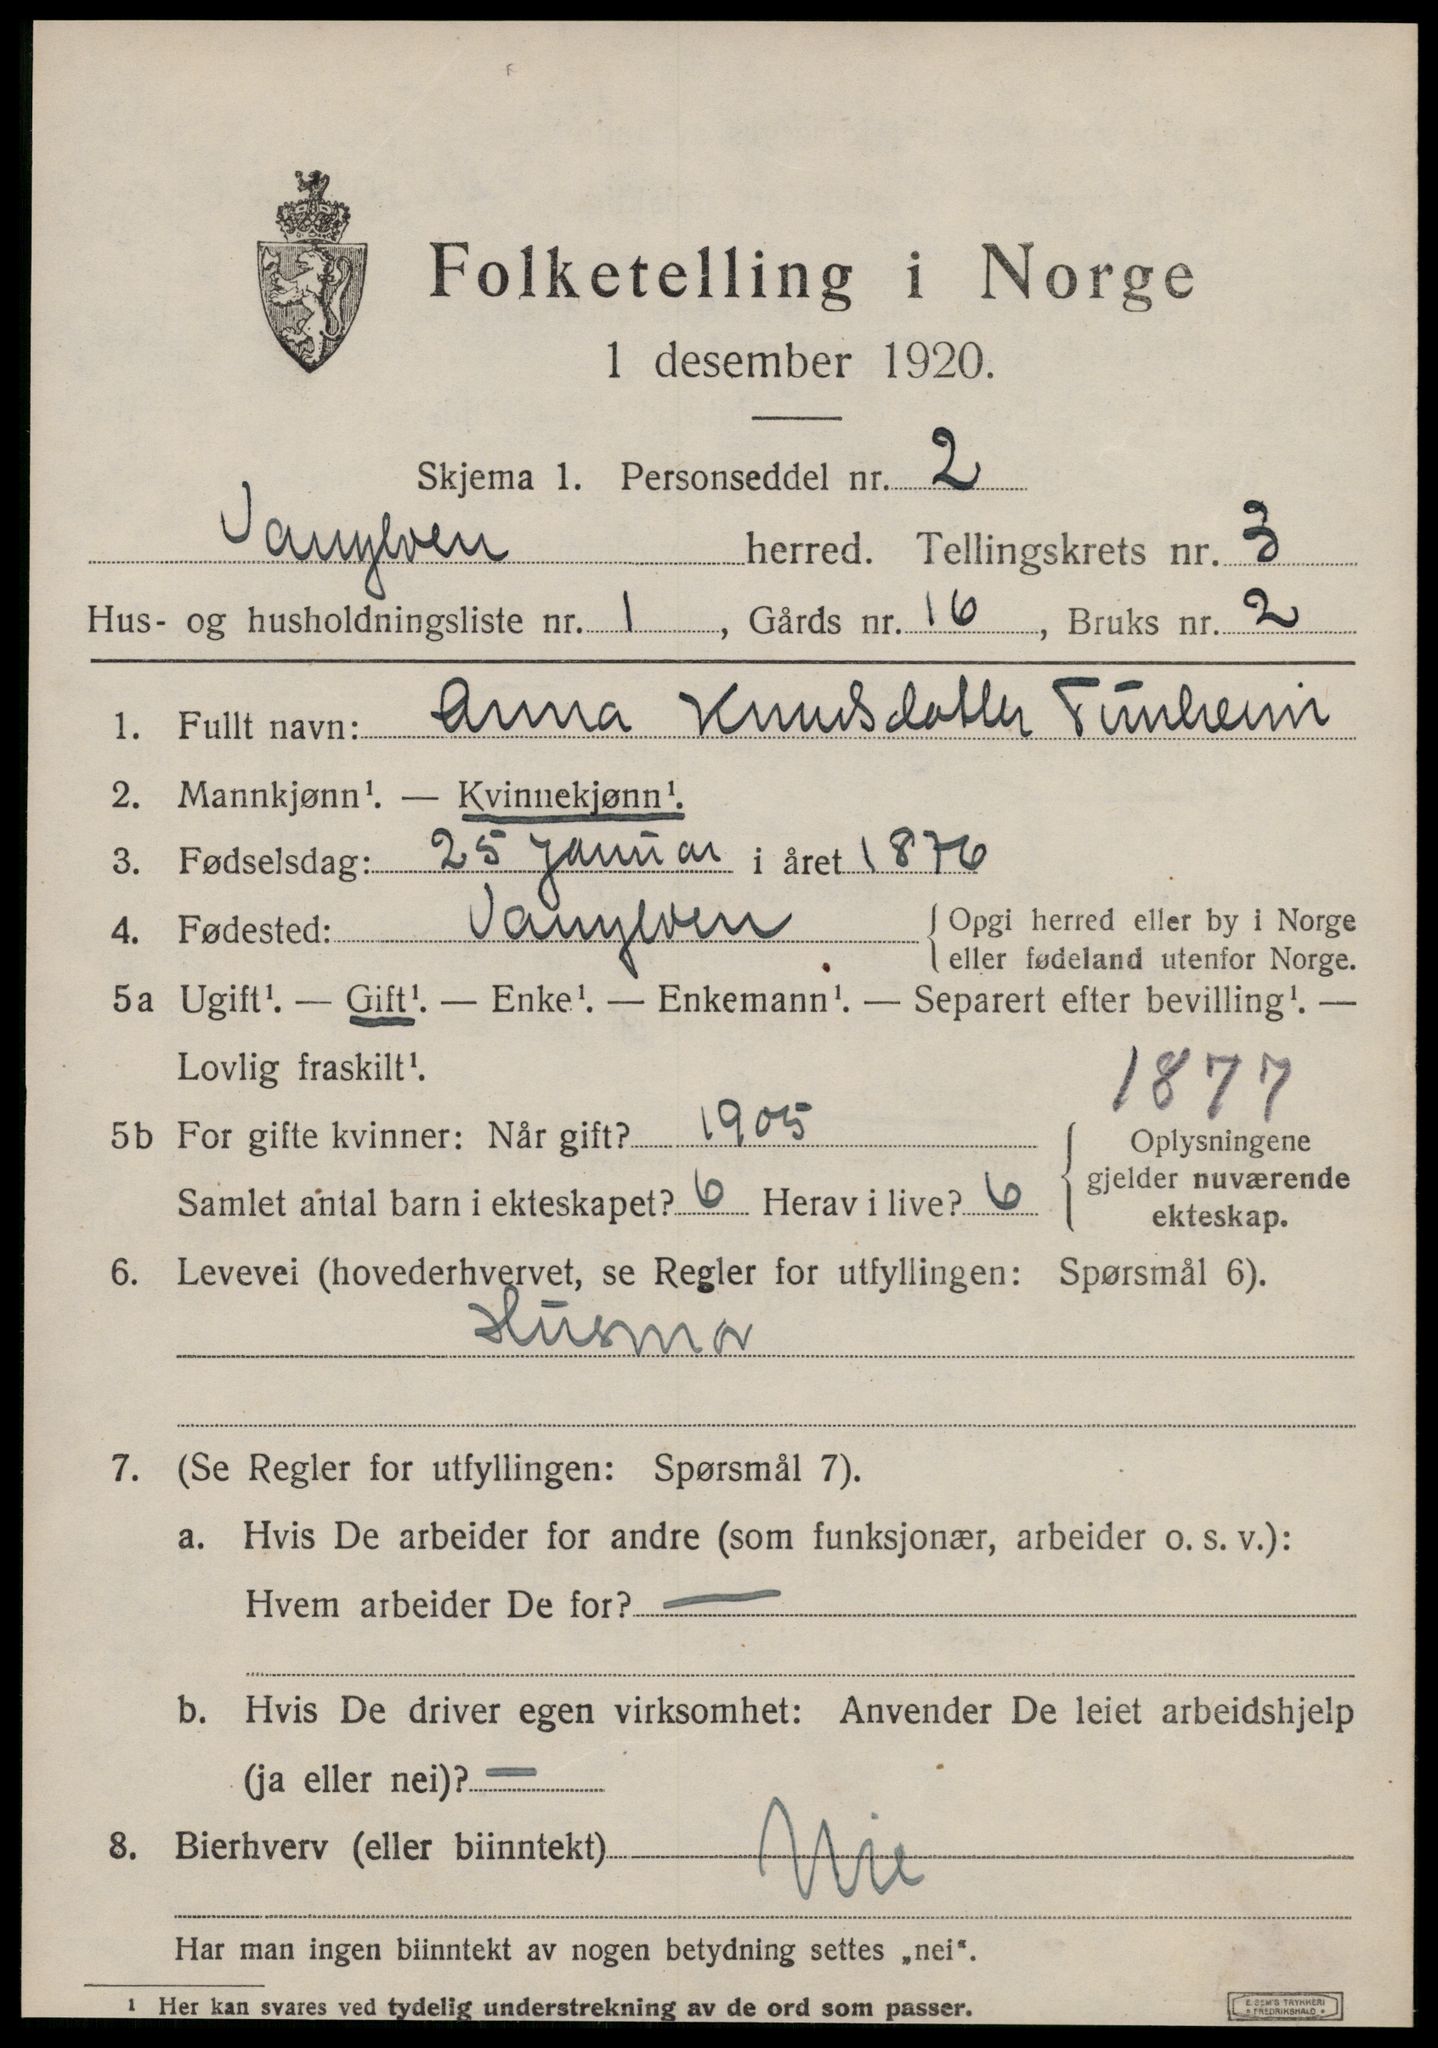 Folketelling i Norge
1 desember 1920.
Skjema 1. Personseddel nr. 2
Vanylven herred. Tellingskrets nr. 3
Hus- og husholdningsliste nr. 1, Gårds nr. 16, Bruks nr. 2
1. Fullt navn: Anna Knudsdatter Tunheim
2. Mannkjønn¹. — Kvinnekjønn¹.
3. Fødselsdag: 25 januar i året 1876
4. Fødested: Vanylven { Opgi herred eller by i Norge
eller fødeland utenfor Norge.
5a Ugift¹. — Gift¹. — Enke¹. — Enkemann¹. — Separert efter bevilling¹. —
Lovlig fraskilt¹.
1877
5b For gifte kvinner: Når gift? 1905
Samlet antal barn i ekteskapet? 6 Herav i live? 6
Oplysningene
gjelder nuværende
ekteskap.
6. Levevei (hovederhvervet, se Regler for utfyllingen: Spørsmål 6).
Husmor
7. (Se Regler for utfyllingen: Spørsmål 7).
a. Hvis De arbeider for andre (som funksjonær, arbeider o. s. v.):
Hvem arbeider De for? —
b. Hvis De driver egen virksomhet: Anvender De leiet arbeidshjelp
(ja eller nei)? —
8. Bierhverv (eller biinntekt) Nie
Har man ingen biinntekt av nogen betydning settes „nei“.
¹ Her kan svares ved tydelig understrekning av de ord som passer.
E. SEM'S TRYKKERI
FREDRIKSHALD